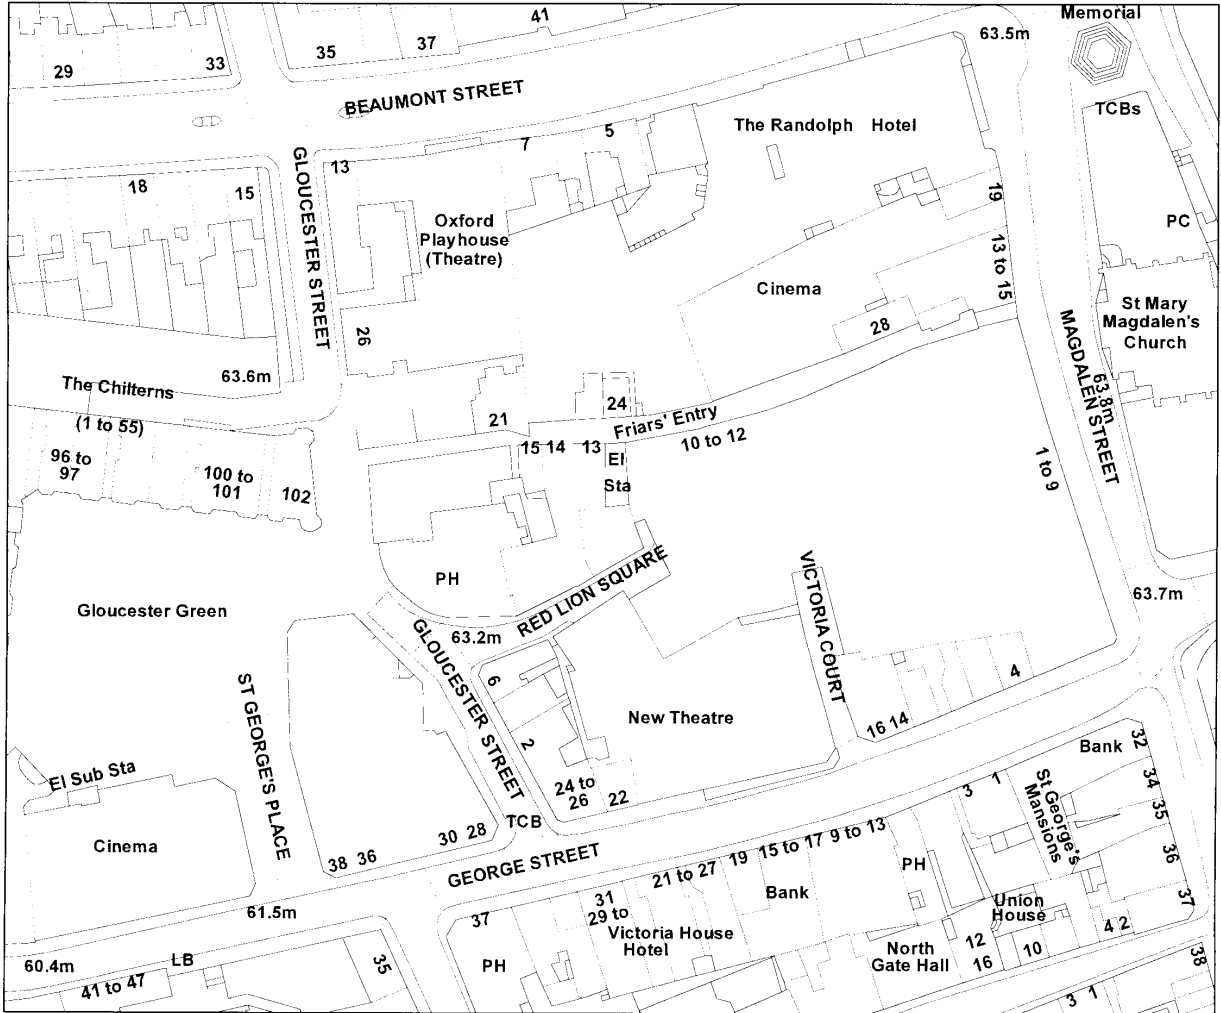 41
Memorial
35
37
63.5m
29
33
BEAUMONT STREET
TCBs
The Randolph Hotel
5
7
13
18
15
GLOUCESTER STREET
19
PC
Oxford
Playhouse
(Theatre)
13 to 15
Cinema
St Mary
Magdalen's
Church
28
26
MAGDALEN STREET
63.8m
63.6m
The Chilterns
(1 to 55)
24
21
Friars' Entry
10 to 12
15 14
13
El
Sta
96 to
97
100 to
101
102
1 to 9
PH
RED LION SQUARE
VICTORIA COURT
63.7m
Gloucester Green
63.2m
GLOUCESTER STREET
6
4
ST GEORGE'S PLACE
New Theatre
16 14
2
32
Bank
El Sub Sta
24 to
26
22
3
1
St George's
Mansions
34
35
TCB
30 28
Cinema
38 36
GEORGE STREET
9 to 13
15 to 17
19
21 to 27
PH
36
Bank
31
29 to
37
61.5m
37
Union
House
Victoria House
Hotel
4 2
12
16
10
North
Gate Hall
PH
LB
35
60.4m
41 to 47
38
3
1